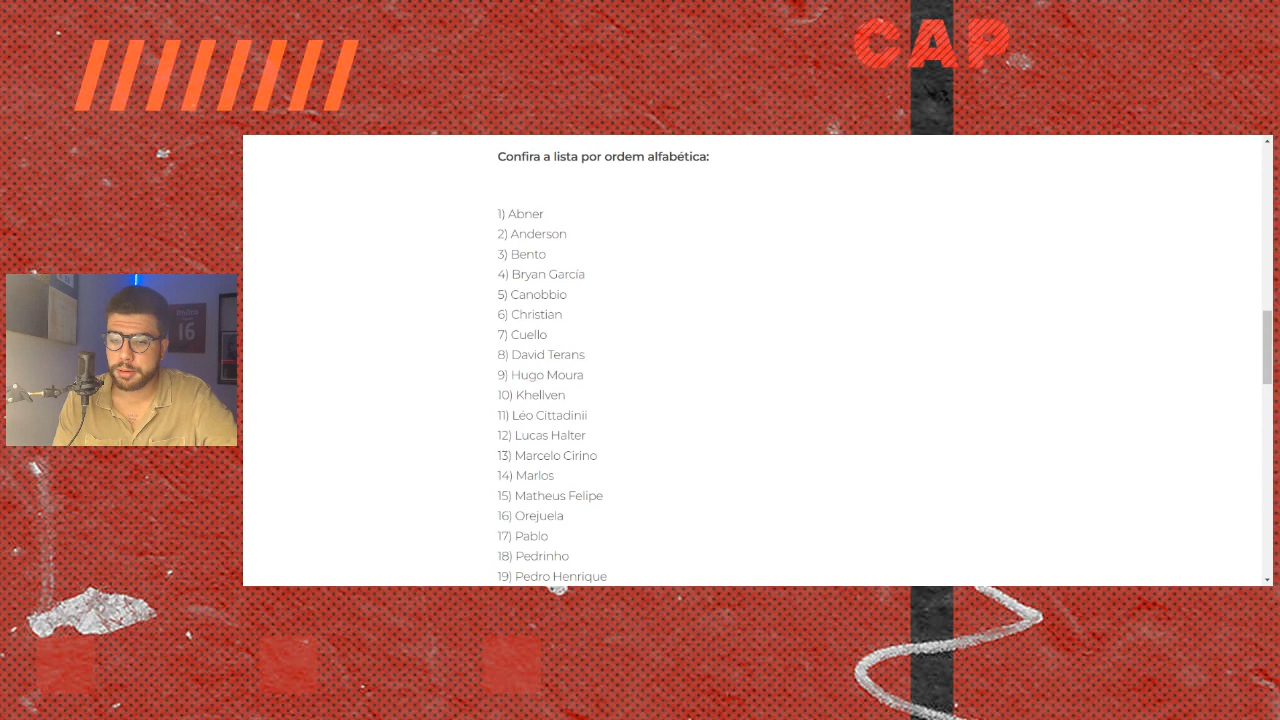 CAP
Confira a lista por ordem alfabética:
1) Abner
2) Anderson
3) Bento
4) Bryan García
5) Canobbio
6) Christian
7) Cuello
8) David Terans
9) Hugo Moura
10) Khellven
11) Léo Cittadinii
12) Lucas Halter
13) Marcelo Cirino
14) Marlos
15) Matheus Felipe
16) Orejuela
17) Pablo
18) Pedrinho
19) Pedro Henrique
16